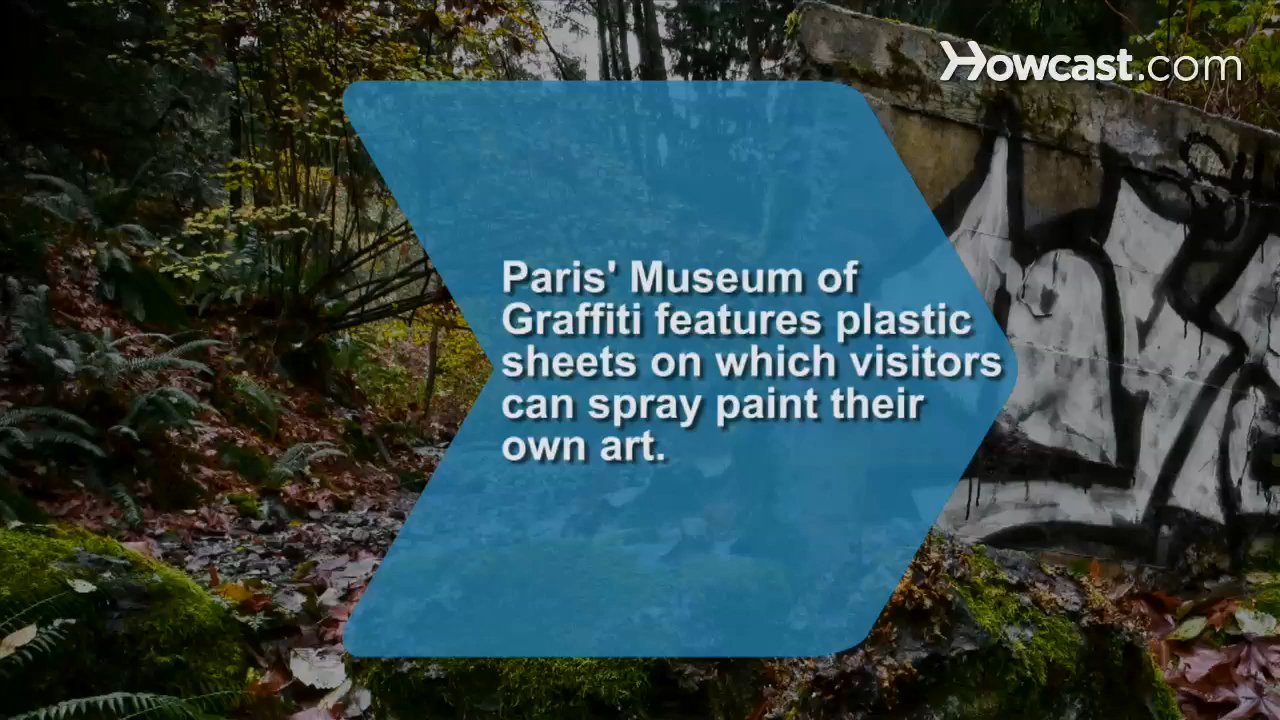 Howcast.com
Paris' Museum of
Graffiti features plastic
sheets on which visitors
can spray paint their
own art.